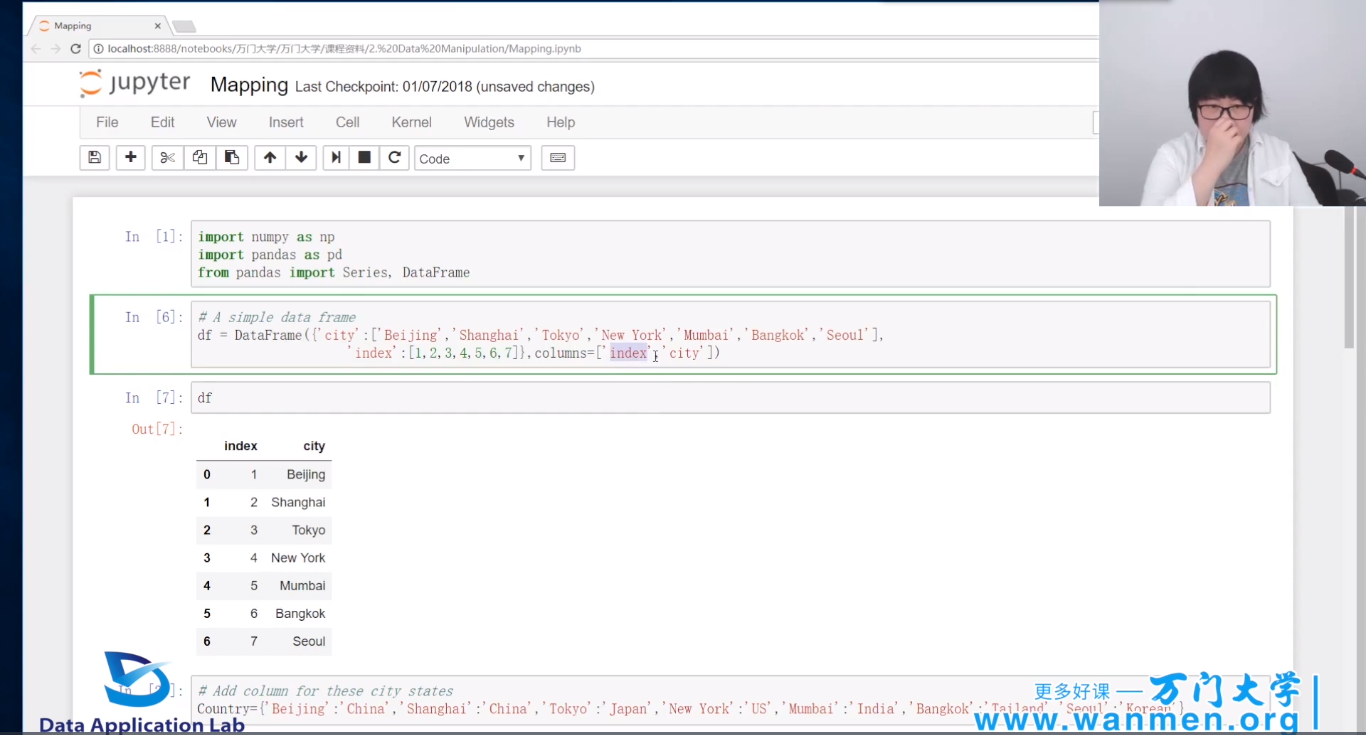 Mapping
localhost:8888/notebooks/万门大学/万门大学/课程资料/2.%20Data%20Manipulation/Mapping.ipynb
jupyter Mapping Last Checkpoint: 01/07/2018 (unsaved changes)
File Edit View Insert Cell Kernel Widgets Help
Code
In [1]: import numpy as np
import pandas as pd
from pandas import Series, DataFrame
In [6]: # A simple data frame
df = DataFrame({'city':['Beijing','Shanghai','Tokyo','New York','Mumbai','Bangkok','Seoul'],
'index':[1,2,3,4,5,6,7]},columns=['index','city'])
In [7]: df
Out[7]:
index city
0 1 Beijing
1 2 Shanghai
2 3 Tokyo
3 4 New York
4 5 Mumbai
5 6 Bangkok
6 7 Seoul
# Add column for these city states
Country={'Beijing':'China','Shanghai':'China','Tokyo':'Japan','New York':'US','Mumbai':'India','Bangkok':'Tailand','Seoul':'Korean'}
Data Application Lab
更多好课 — 万门大学
www.wanmen.org